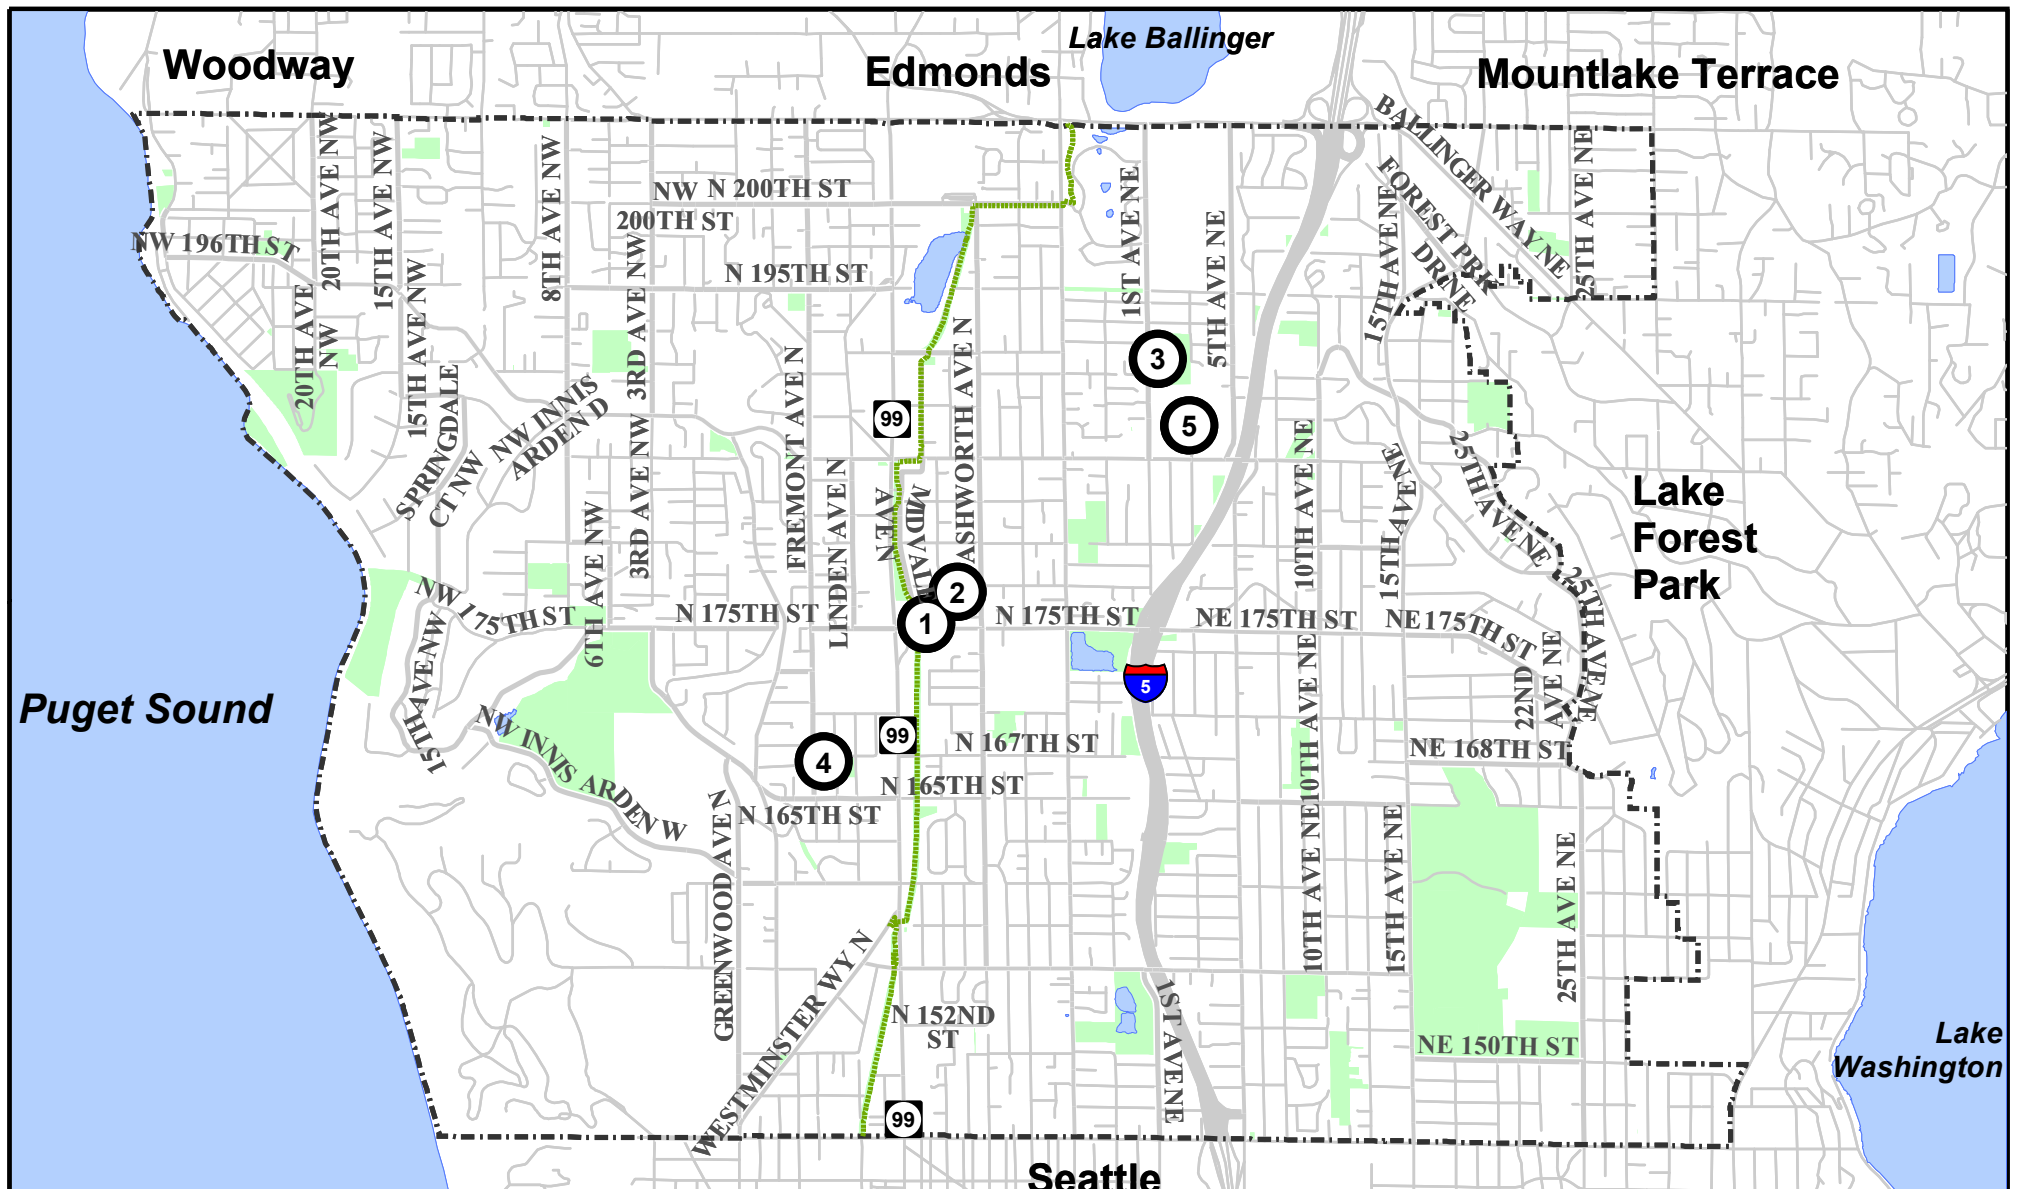 Lake Ballinger
Woodway
Edmonds
Mountlake Terrace
BALLINGER WAY NE
20TH AVE NW
15TH AVE NW
8TH AVE NW
25TH AVE NE
FOREST PRK
DR NE
NW
N 200TH ST
200TH ST
1ST AVE NE
15TH AVE NE
5TH AVE NE
NW 196TH ST
3RD AVE NW
N 195TH ST
20TH AVE
NW
15TH AVE NW
ASHWORTH AVE N
FREMONT AVE N
3
SPRINGDALE
CT NW
NW INNIS
ARDEN D
99
5
3RD AVE NW
LINDEN AVE N
10TH AVE NE
15TH AVE NE
25TH AVE NE
Lake
Forest
Park
AVE N
MIDVALE
6TH AVE NW
2
1
NW 175TH ST
N 175TH ST
N 175TH ST
NE 175TH ST
NE 175TH ST
25TH AVE NE
15TH AVE NW
10TH AVE NE
22ND
AVE NE
5
Puget Sound
NW INNIS ARDEN W
99
N 167TH ST
NE 168TH ST
4
N 165TH ST
N 165TH ST
GREENWOOD AVE N
10TH AVE NE
15TH AVE NE
25TH AVE NE
WESTMINSTER WY N
1ST AVE NE
N 152ND
ST
NE 150TH ST
Lake
Washington
99
Seattle